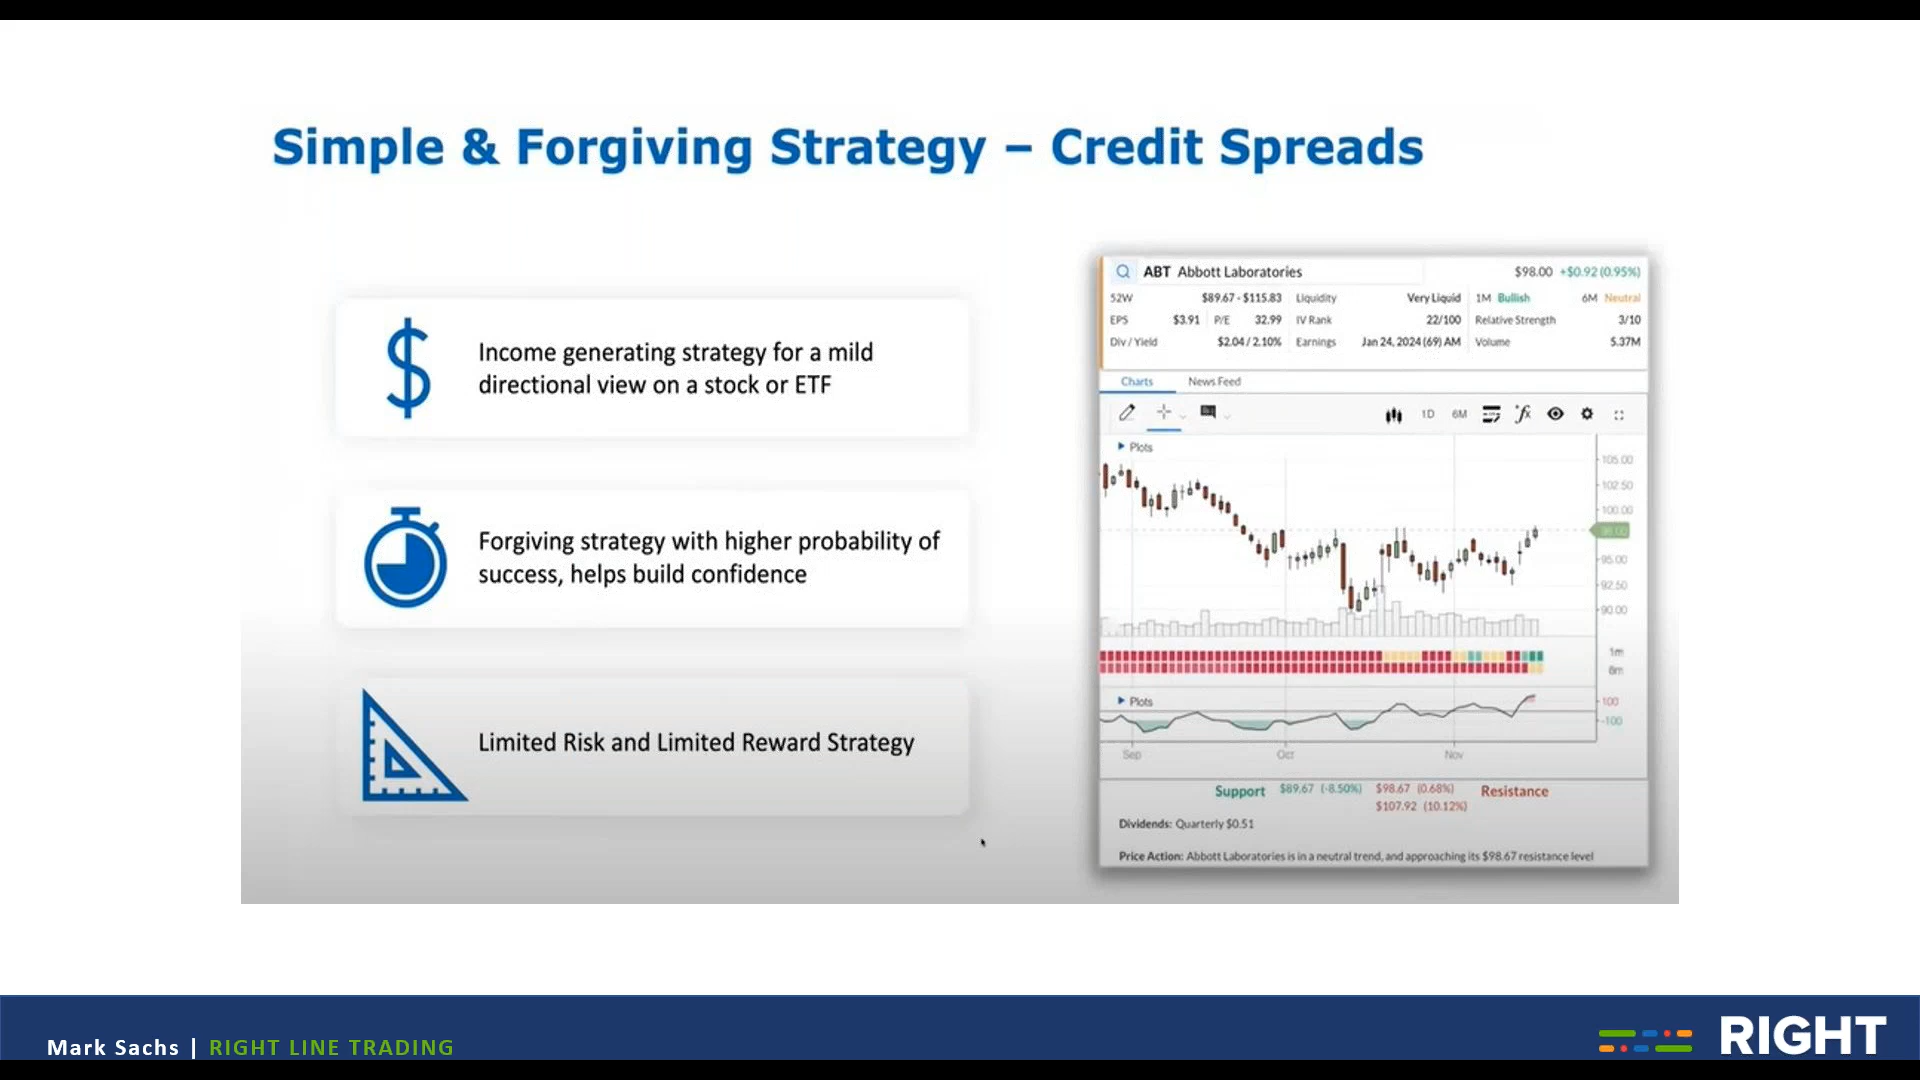 Simple & Forgiving Strategy – Credit Spreads
Income generating strategy for a mild
directional view on a stock or ETF
Forgiving strategy with higher probability of
success, helps build confidence
Limited Risk and Limited Reward Strategy
ABT Abbott Laboratories $98.00 +$0.92 (0.95%)
52W $89.67 - $115.83 Liquidity Very Liquid 1M Bullish 6M Neutral
EPS $3.91 P/E 32.99 IV Rank 22/100 Relative Strength 3/10
Div / Yield $2.04 / 2.10% Earnings Jan 24, 2024 (69) AM Volume 5.37M
Charts News Feed
1D 6M fx
Plots
105.00
102.50
100.00
95.00
92.50
90.00
1m
6m
Plots
100
-100
Sep Oct Nov
Support $89.67 (-8.50%) $98.67 (0.68%) Resistance
$107.92 (10.12%)
Dividends: Quarterly $0.51
Price Action: Abbott Laboratories is in a neutral trend, and approaching its $98.67 resistance level
Mark Sachs | RIGHT LINE TRADING
RIGHT